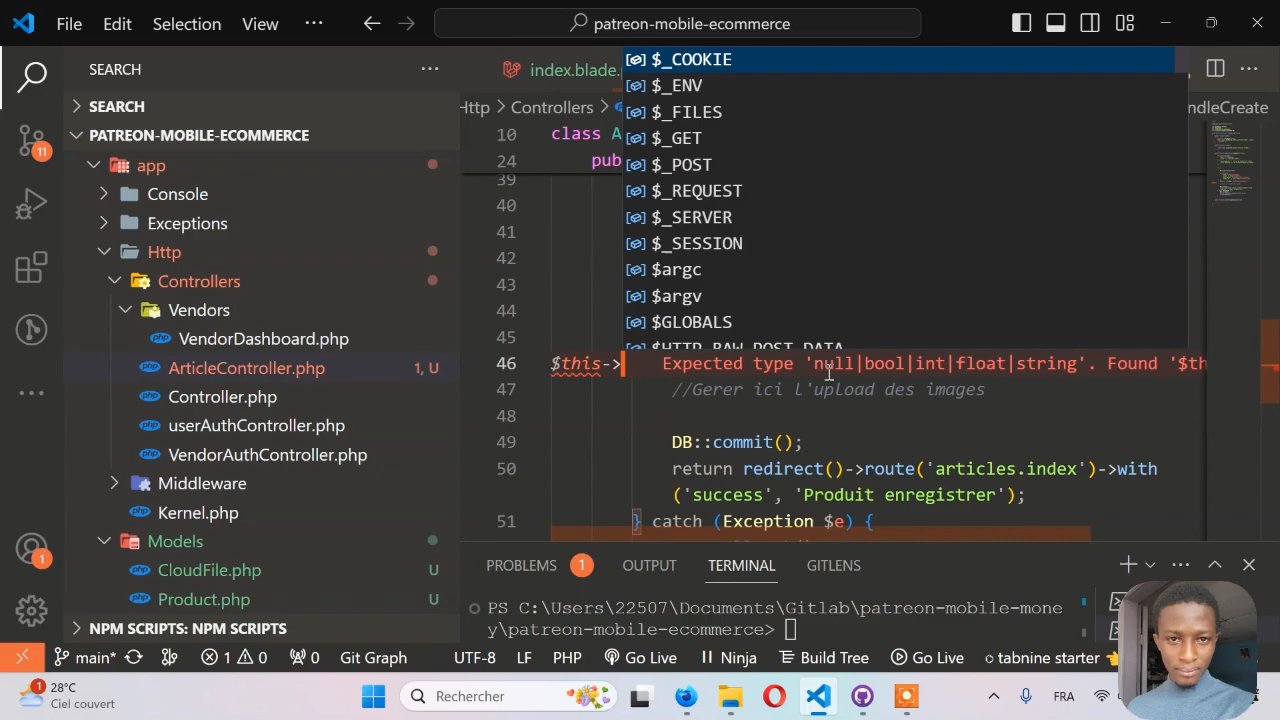 File Edit Selection View ··· patreon-mobile-ecommerce
SEARCH ···
SEARCH
PATREON-MOBILE-ECOMMERCE
app
Console
Exceptions
Http
Controllers
Vendors
VendorDashboard.php
ArticleController.php 1, U
Controller.php
userAuthController.php
VendorAuthController.php
Middleware
Kernel.php
Models
CloudFile.php U
Product.php U
NPM SCRIPTS: NPM SCRIPTS
11
1
index.blade.
Http > Controllers >
ndleCreate
10 class A
24 pub
39
40
41
42
43
44
45
$_COOKIE
$_ENV
$_FILES
$_GET
$_POST
$_REQUEST
$_SERVER
$_SESSION
$argc
$argv
$GLOBALS
$HTTP_RAW_POST_DATA
46 $this-> Expected type 'null|bool|int|float|string'. Found '$th
47 //Gerer ici l'upload des images
48
49 DB::commit();
50 return redirect()->route('articles.index')->with
('success', 'Produit enregistrer');
51 } catch (Exception $e) {
PROBLEMS 1 OUTPUT TERMINAL GITLENS
PS C:\Users\22507\Documents\Gitlab\patreon-mobile-mone
y\patreon-mobile-ecommerce>
main* 1 0 0 Git Graph UTF-8 LF PHP Go Live Ninja Build Tree Go Live tabnine starter
1
28°C
Ciel couvert
Rechercher
FRA